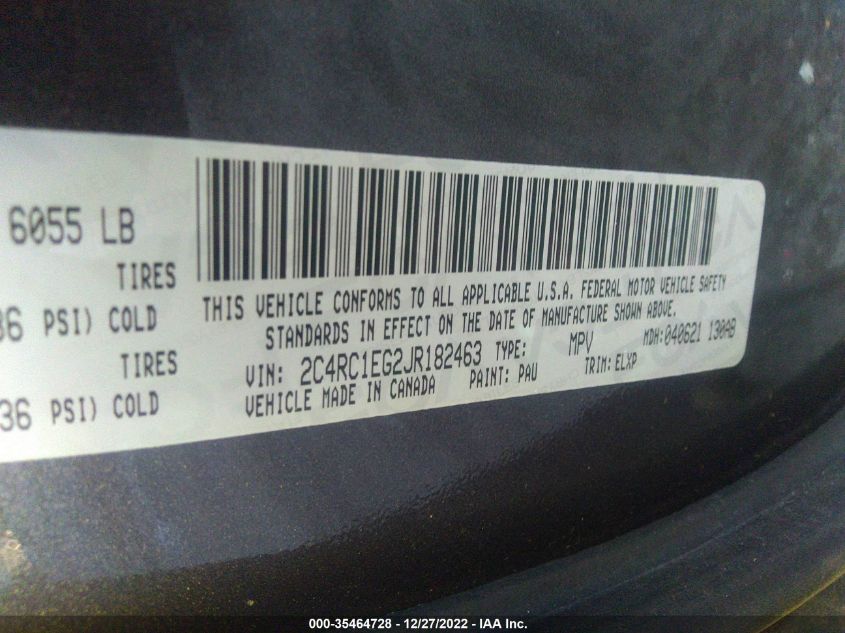 6055 LB
TIRES
36 PSI) COLD
TIRES
36 PSI) COLD
THIS VEHICLE CONFORMS TO ALL APPLICABLE U.S.A. FEDERAL MOTOR VEHICLE SAFETY
STANDARDS IN EFFECT ON THE DATE OF MANUFACTURE SHOWN ABOVE.
VIN: 2C4RC1EG2JR182463 TYPE: MPV MDH: 040621 130AB
VEHICLE MADE IN CANADA PAINT: PAU TRIM: ELXP
000-35464728 - 12/27/2022 - IAA Inc.